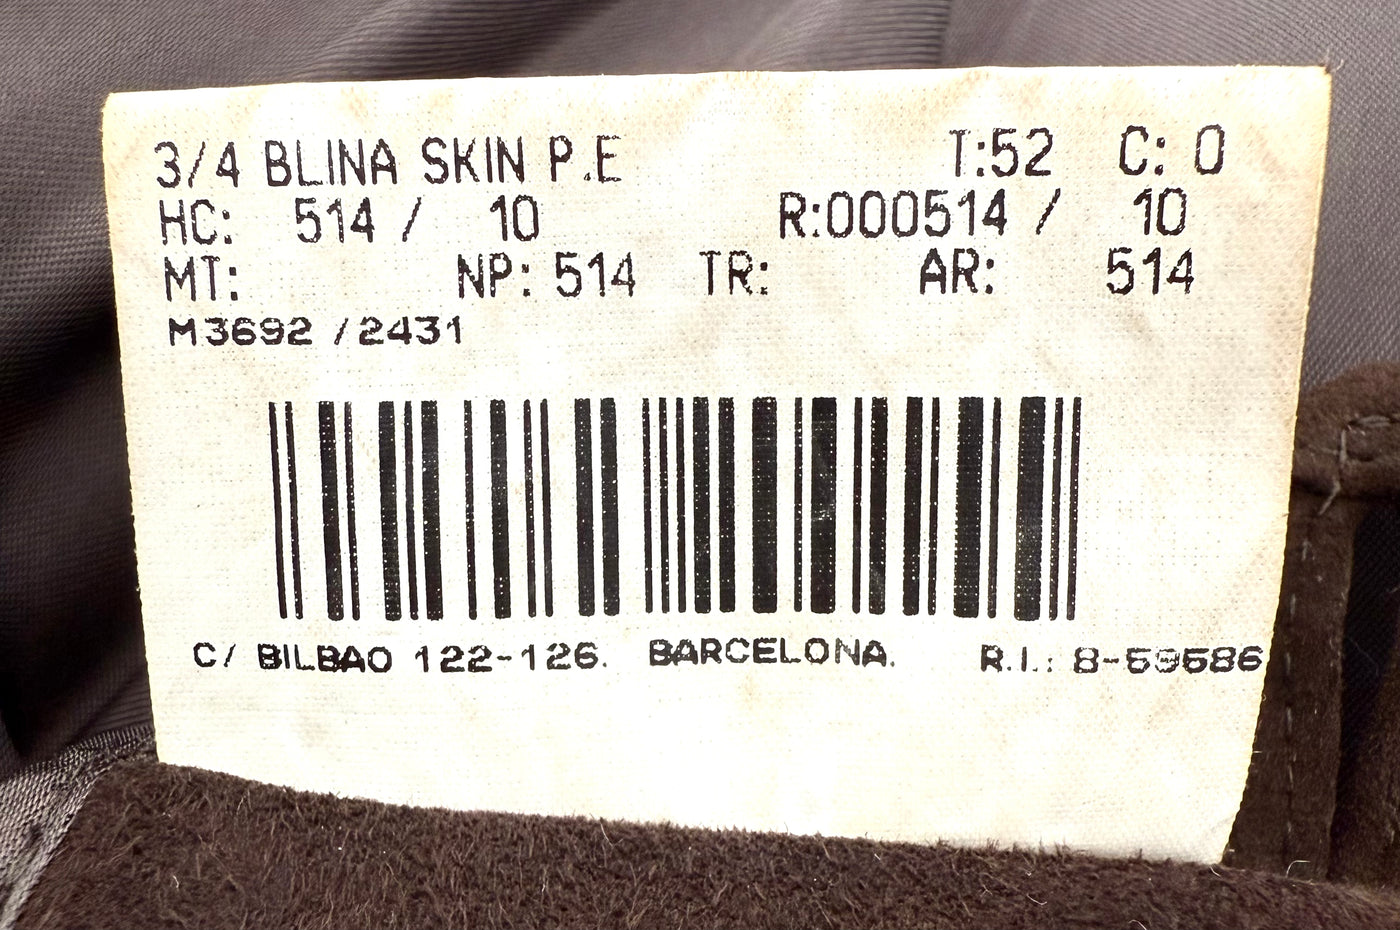 3/4 BLINA SKIN P.E T:52 C: 0
HC: 514 / 10 R:000514 / 10
MT: NP: 514 TR: AR: 514
M3692 /2431
C/ BILBAO 122-126. BARCELONA. R.I.: 8-59586